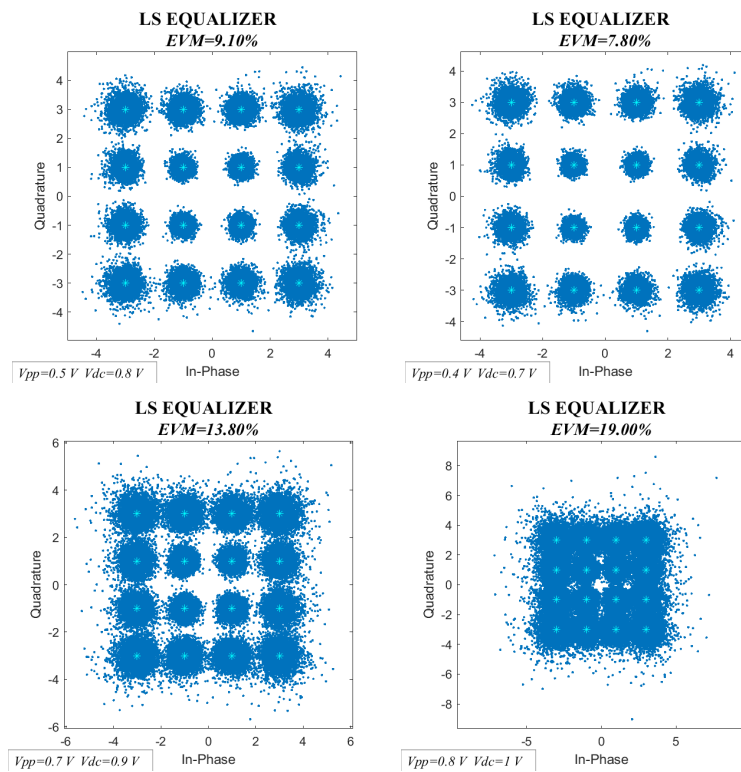 LS EQUALIZER
EVM=9.10%
4
3
2
1
0
-1
-2
-3
-4
Quadrature
-4
-2
0
2
4
In-Phase
Vpp=0.5 V Vdc=0.8 V
LS EQUALIZER
EVM=7.80%
4
3
2
1
0
-1
-2
-3
-4
Quadrature
-4
-2
0
2
4
In-Phase
Vpp=0.4 V Vdc=0.7 V
LS EQUALIZER
EVM=13.80%
6
4
2
0
-2
-4
-6
Quadrature
-6
-4
-2
0
2
4
6
In-Phase
Vpp=0.7 V Vdc=0.9 V
LS EQUALIZER
EVM=19.00%
8
6
4
2
0
-2
-4
-6
-8
Quadrature
-5
0
5
In-Phase
Vpp=0.8 V Vdc=1 V